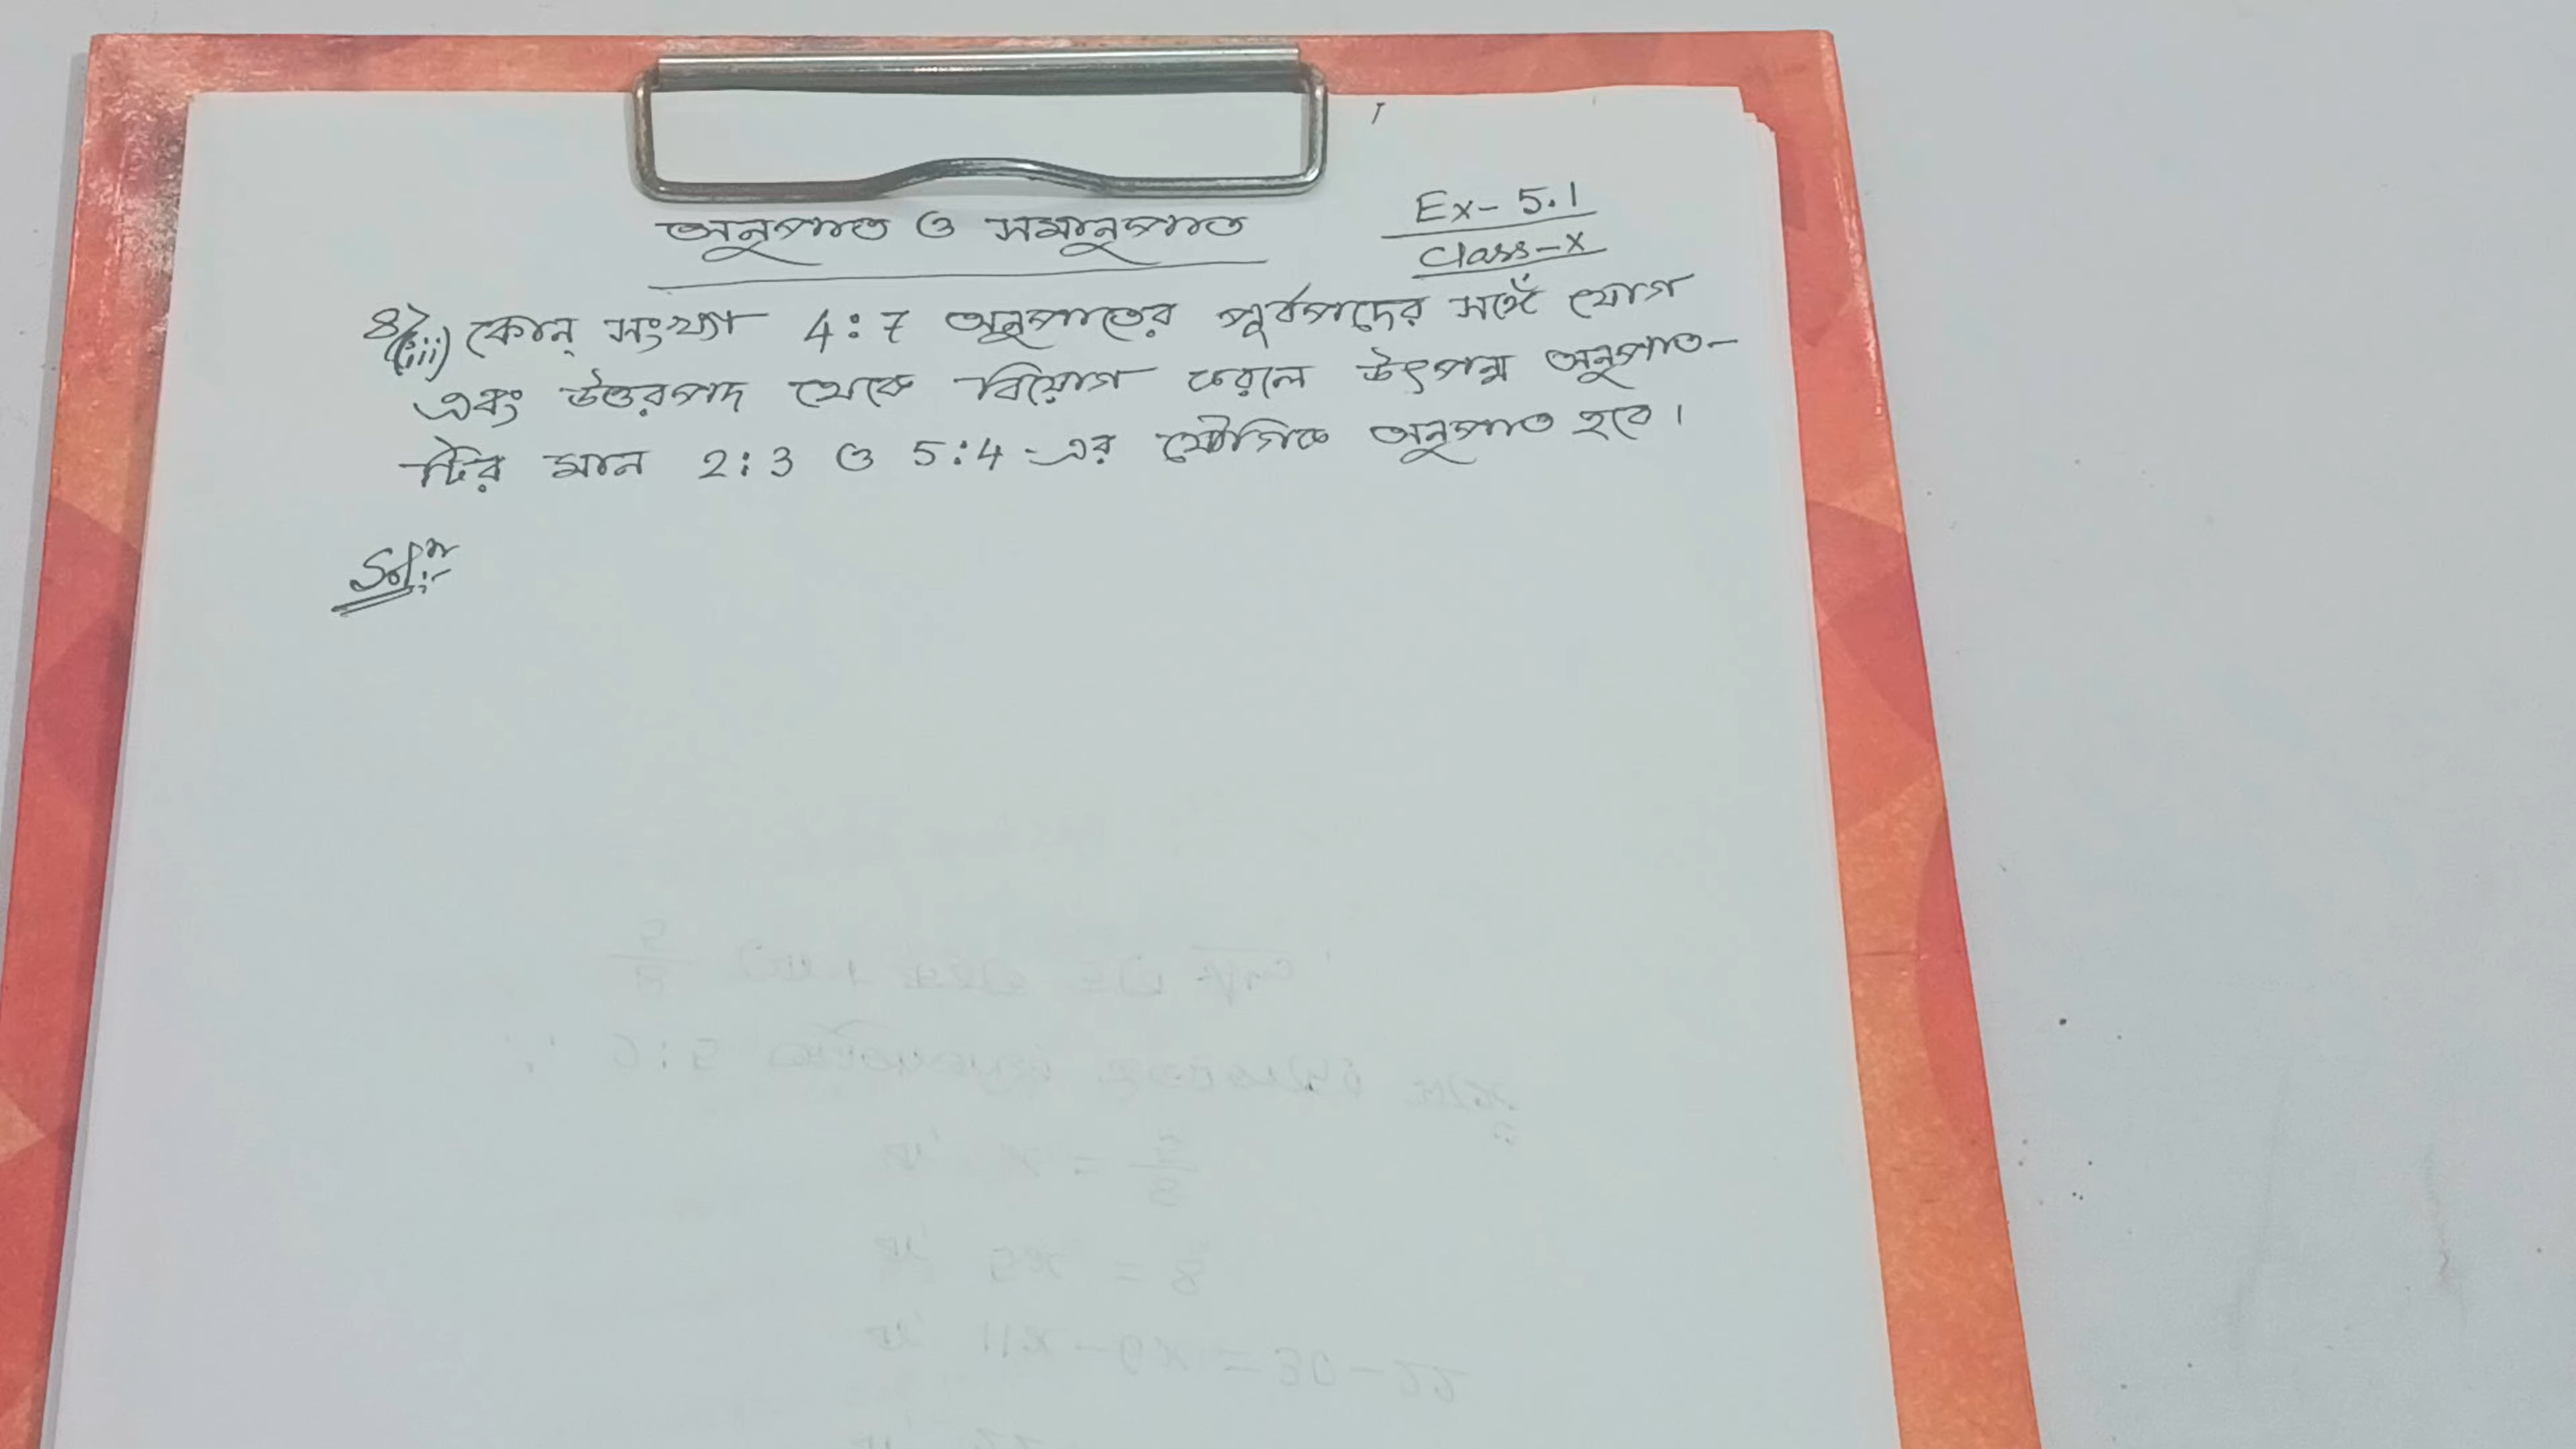 অনুপাত ও সমানুপাত
Ex- 5.1
Class-X
8)(iii) কোন্ সংখ্যা 4:7 অনুপাতের পূর্বপদের সঙ্গে যোগ
এবং উত্তরপদ থেকে বিয়োগ করলে উৎপন্ন অনুপাত-
টির মান 2:3 ও 5:4-এর যৌগিক অনুপাত হবে।
Solⁿ:-